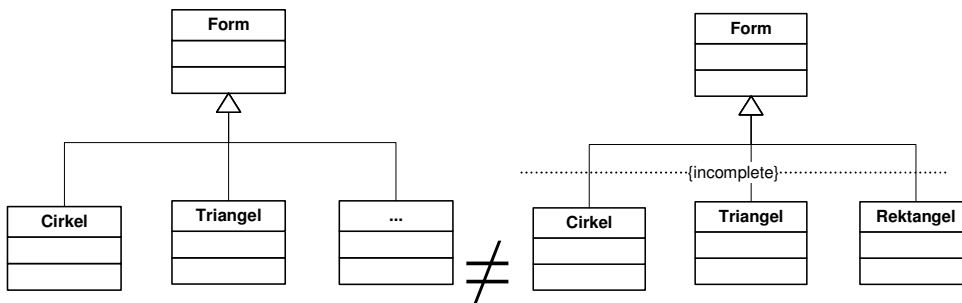 Form
Cirkel
Triangel
...
≠
Form
{incomplete}
Cirkel
Triangel
Rektangel